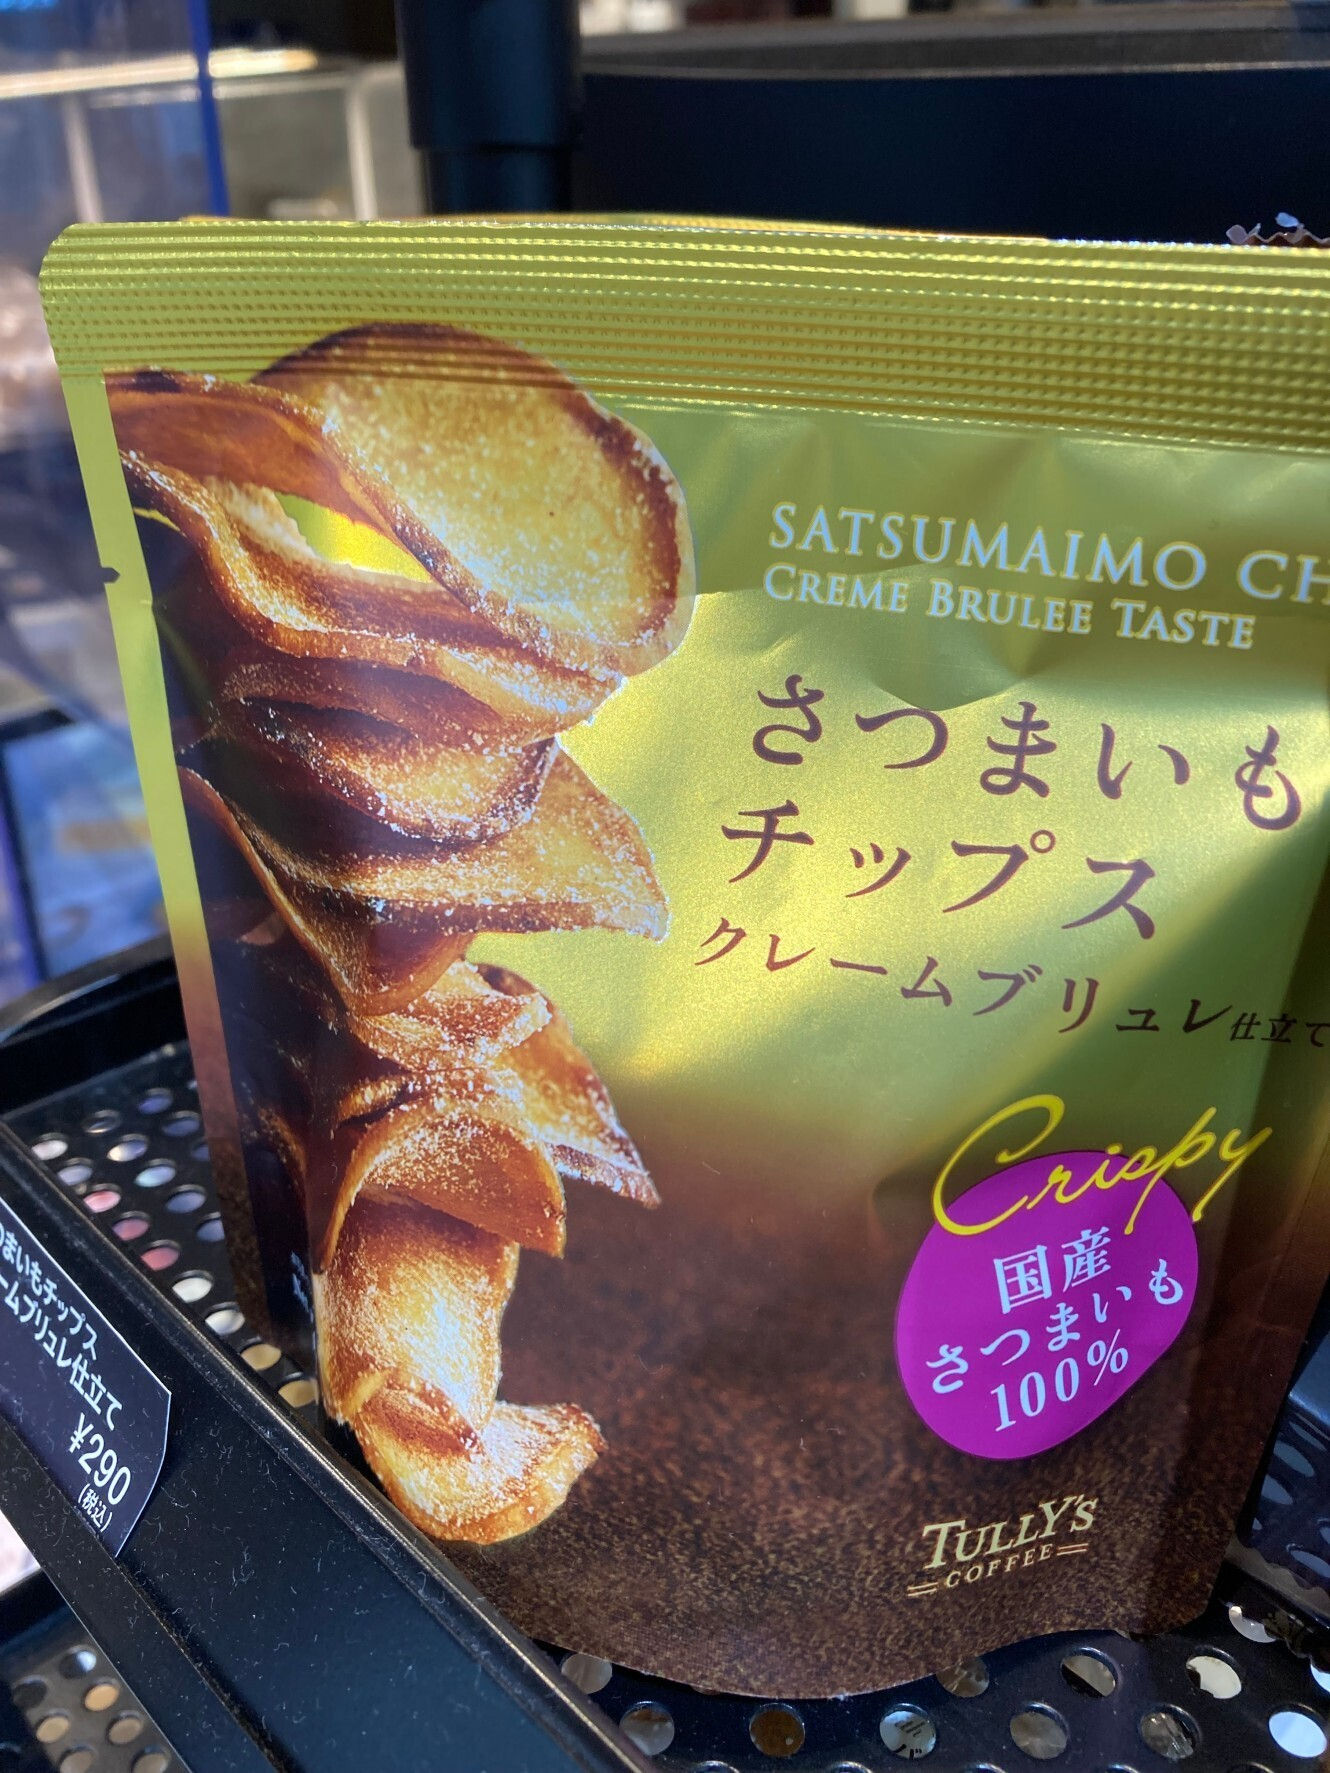 SATSUMAIMO CH
CREME BRULEE TASTE
さつまいも
チップス
クレームブリュレ仕立て
Crispy
国産
さつまいも
100%
TULLY'S
COFFEE
まいもチップス
ームブリュレ仕立て
¥290
(税込)